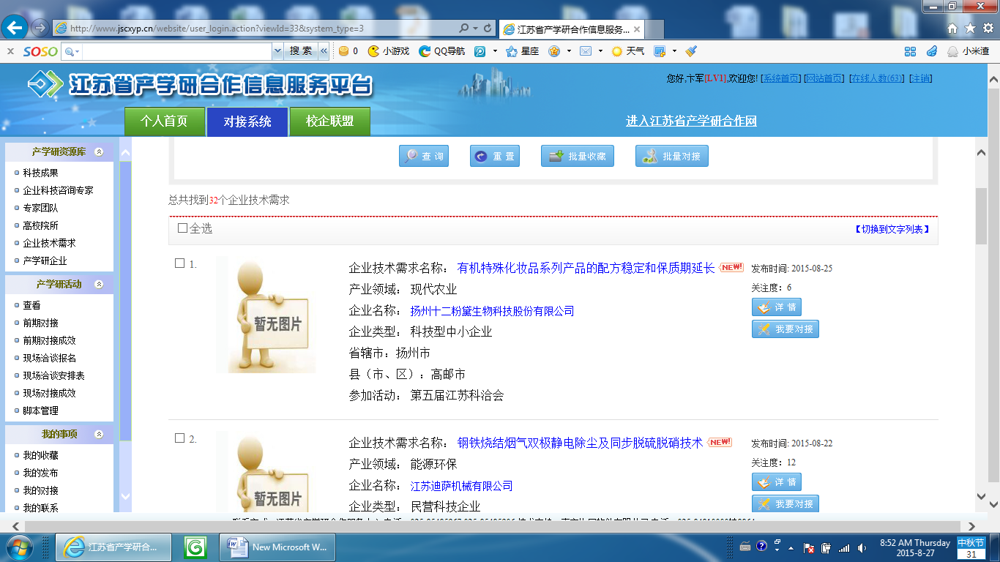 http://www.jscxyp.cn/website/user_login.action?viewId=33&system_type=3
江苏省产学研合作信息服务...
SOSO 搜 索 0 小游戏 QQ导航 星座 天气 小米渣
江苏省产学研合作信息服务平台
您好,卞军[LV1],欢迎您! [系统首页] [网站首页] [在线人数(63)] [注销]
个人首页 对接系统 校企联盟 进入江苏省产学研合作网
产学研资源库
科技成果
企业科技咨询专家
专家团队
高校院所
企业技术需求
产学研企业
产学研活动
查看
前期对接
前期对接成效
现场洽谈报名
现场洽谈安排表
现场对接成效
脚本管理
我的事项
我的收藏
我的发布
我的对接
我的联系
查 询 重 置 批量收藏 批量对接
总共找到32个企业技术需求
全选 【切换到文字列表】
1.
暂无图片
企业技术需求名称： 有机特殊化妆品系列产品的配方稳定和保质期延长 NEW!
产业领域： 现代农业
企业名称： 扬州十二粉黛生物科技股份有限公司
企业类型： 科技型中小企业
省辖市：扬州市
县（市、区）：高邮市
参加活动： 第五届江苏科洽会
发布时间: 2015-08-25
关注度：6
详 情
我要对接
2.
暂无图片
企业技术需求名称： 钢铁烧结烟气双极静电除尘及同步脱硫脱硝技术 NEW!
产业领域： 能源环保
企业名称： 江苏迪萨机械有限公司
企业类型： 民营科技企业
发布时间: 2015-08-22
关注度：12
详 情
我要对接
江苏省产学研合... New Microsoft W...
8:52 AM Thursday
2015-8-27
中秋节
31